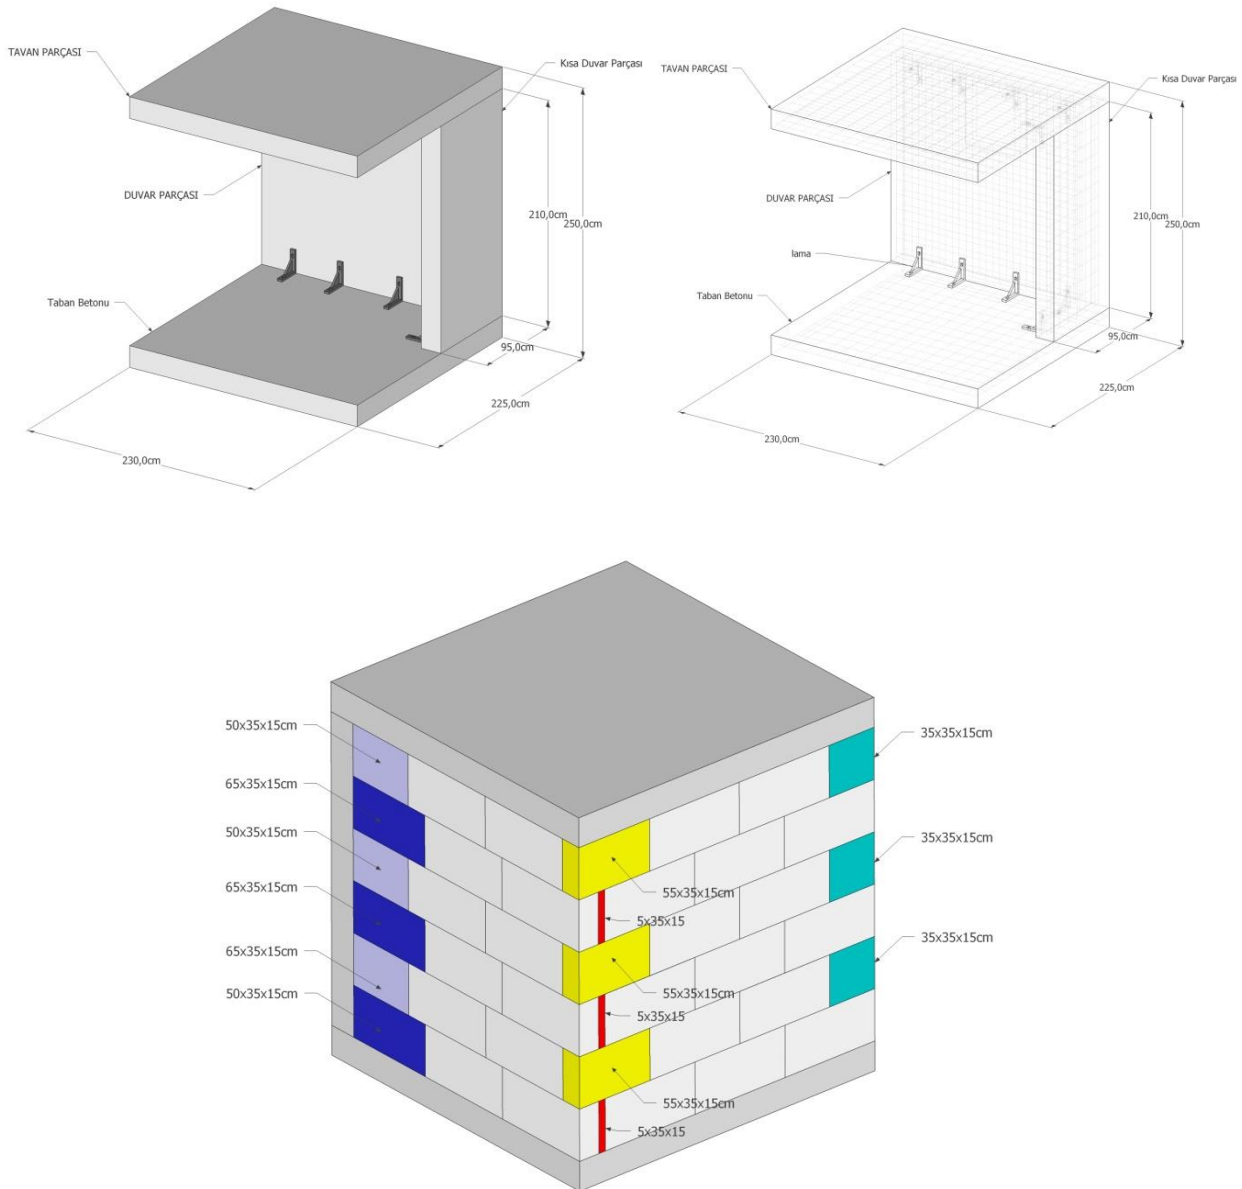 TAVAN PARÇASI
Kısa Duvar Parçası
DUVAR PARÇASI
210,0cm
250,0cm
Taban Betonu
95,0cm
225,0cm
230,0cm
TAVAN PARÇASI
Kısa Duvar Parçası
DUVAR PARÇASI
210,0cm
250,0cm
lama
Taban Betonu
95,0cm
225,0cm
230,0cm
50x35x15cm
65x35x15cm
50x35x15cm
65x35x15cm
65x35x15cm
50x35x15cm
35x35x15cm
35x35x15cm
35x35x15cm
55x35x15cm
5x35x15
55x35x15cm
5x35x15
55x35x15cm
5x35x15